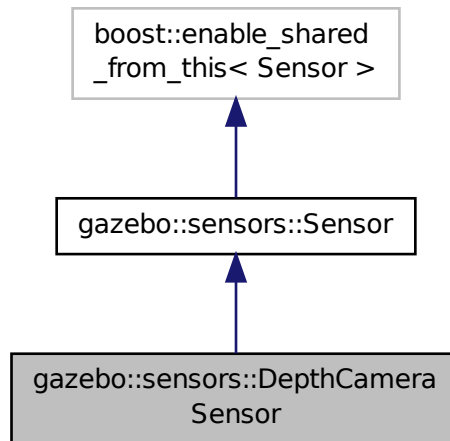 boost::enable_shared
_from_this< Sensor >
gazebo::sensors::Sensor
gazebo::sensors::DepthCamera
Sensor